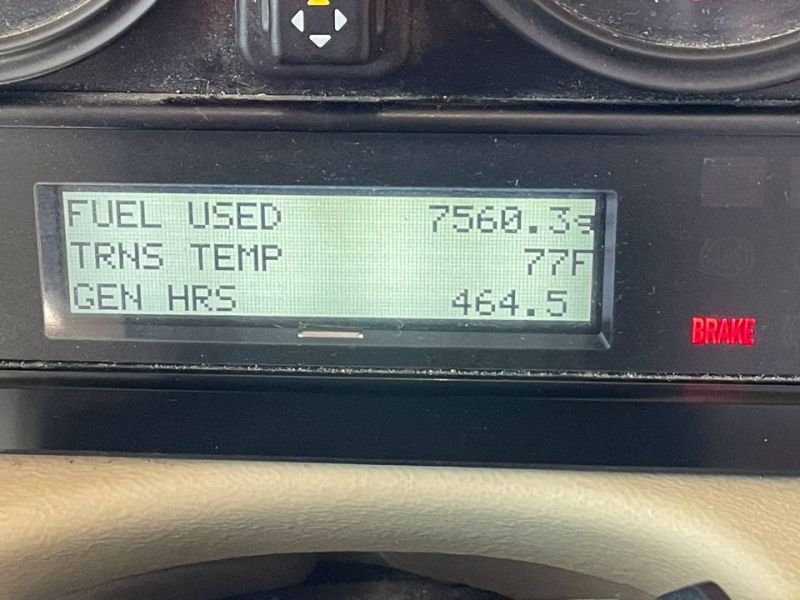 FUEL USED 7560.3g
TRNS TEMP 77F
GEN HRS 464.5
BRAKE